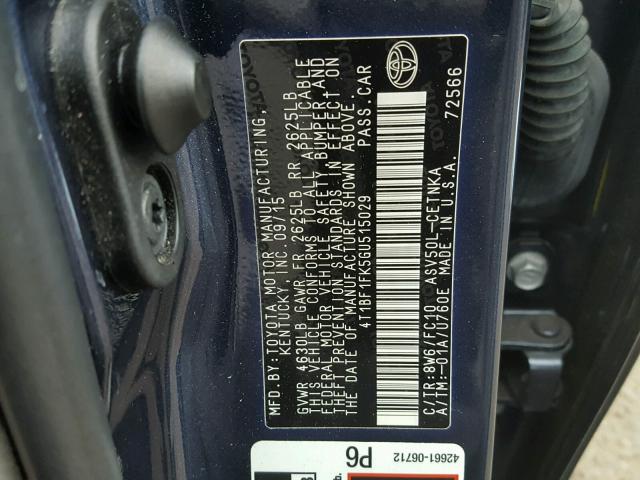 MFD.BY:TOYOTA MOTOR MANUFACTURING,
KENTUCKY, INC. 09/15
GVWR 4630LB GAWR FR 2625LB RR 2625LB
THIS VEHICLE CONFORMS TO ALL APPLICABLE
FEDERAL MOTOR VEHICLE SAFETY BUMPER AND
THEFT PREVENTION STANDARDS IN EFFECT ON
THE DATE OF MANUFACTURE SHOWN ABOVE.
4T1BF1FK5GU515029 PASS.CAR
C/TR:8W6/FC10 ASV50L-CETNKA
A/TM:-01A/U760E MADE IN U.S.A. 72566
TOYOTA
TOYOTA
P6
42661-06712